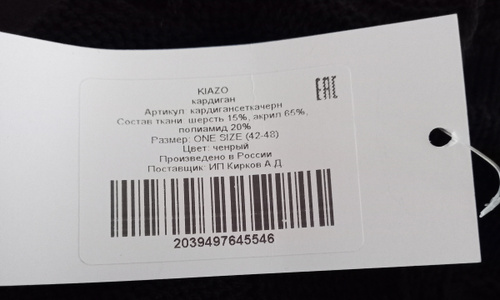 KIAZO
кардиган
EAC
Артикул: кардигансеткачерн
Состав ткани: шерсть 15%, акрил 65%,
полиамид 20%
Размер: ONE SIZE (42-48)
Цвет: ченрый
Произведено в России
Поставщик: ИП Кирков А.Д.
2039497645546